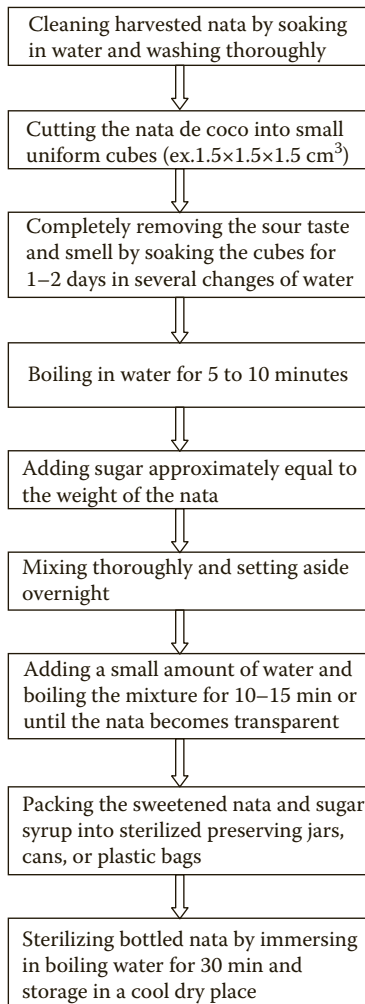 Cleaning harvested nata by soaking
in water and washing thoroughly
Cutting the nata de coco into small
uniform cubes (ex.1.5×1.5×1.5 cm³)
Completely removing the sour taste
and smell by soaking the cubes for
1–2 days in several changes of water
Boiling in water for 5 to 10 minutes
Adding sugar approximately equal to
the weight of the nata
Mixing thoroughly and setting aside
overnight
Adding a small amount of water and
boiling the mixture for 10–15 min or
until the nata becomes transparent
Packing the sweetened nata and sugar
syrup into sterilized preserving jars,
cans, or plastic bags
Sterilizing bottled nata by immersing
in boiling water for 30 min and
storage in a cool dry place